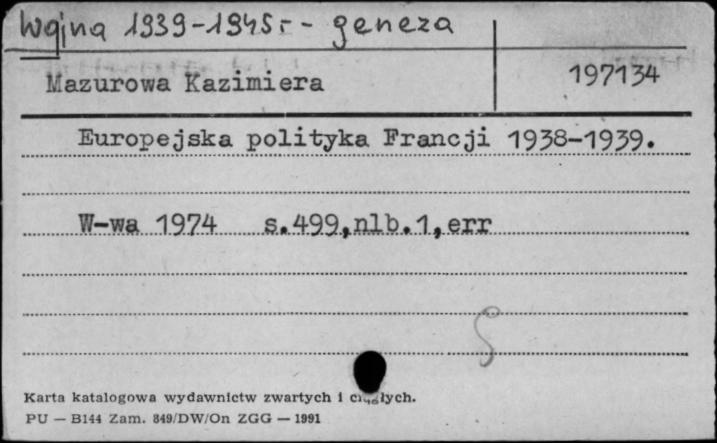 Wojna 1939-1945r - geneza
Mazurowa Kazimiera 197134
Europejska polityka Francji 1938-1939.
W-wa 1974 s.499,nlb.1,err
Karta katalogowa wydawnictw zwartych i ciągłych.
PU — B144 Zam. 849/DW/On ZGG — 1991